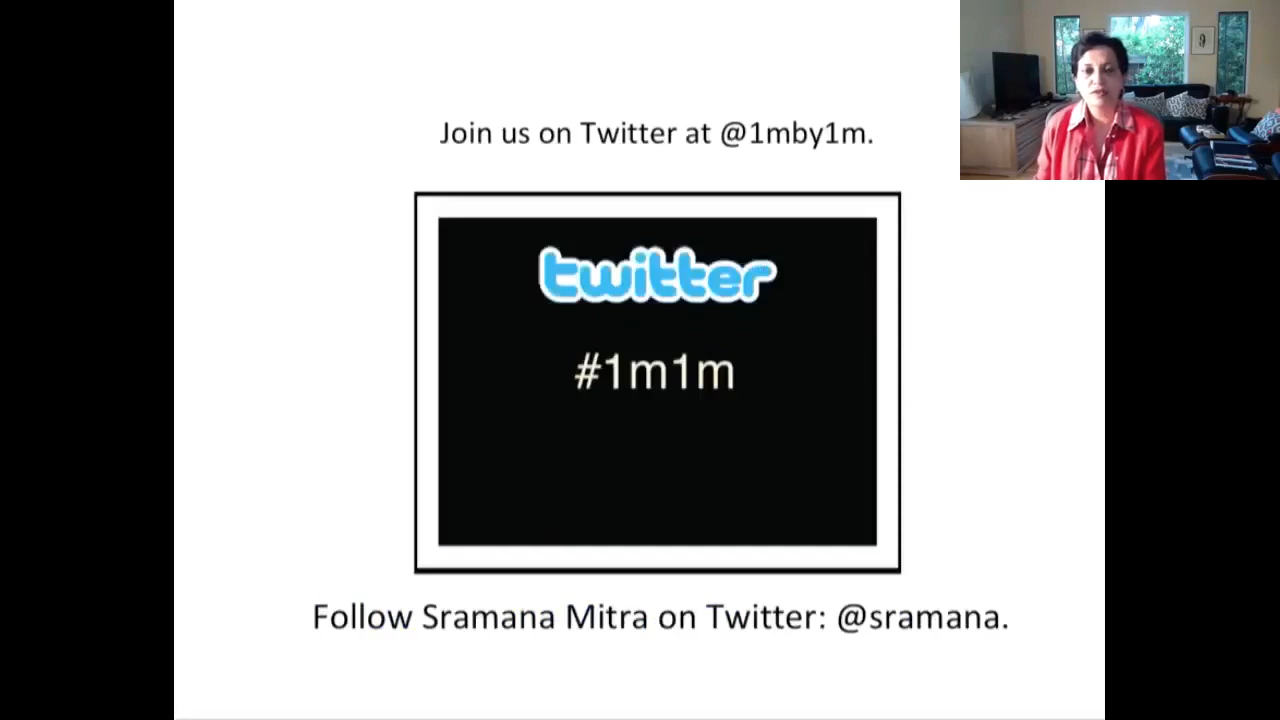 Join us on Twitter at @1mby1m.
twitter
#1m1m
Follow Sramana Mitra on Twitter: @sramana.